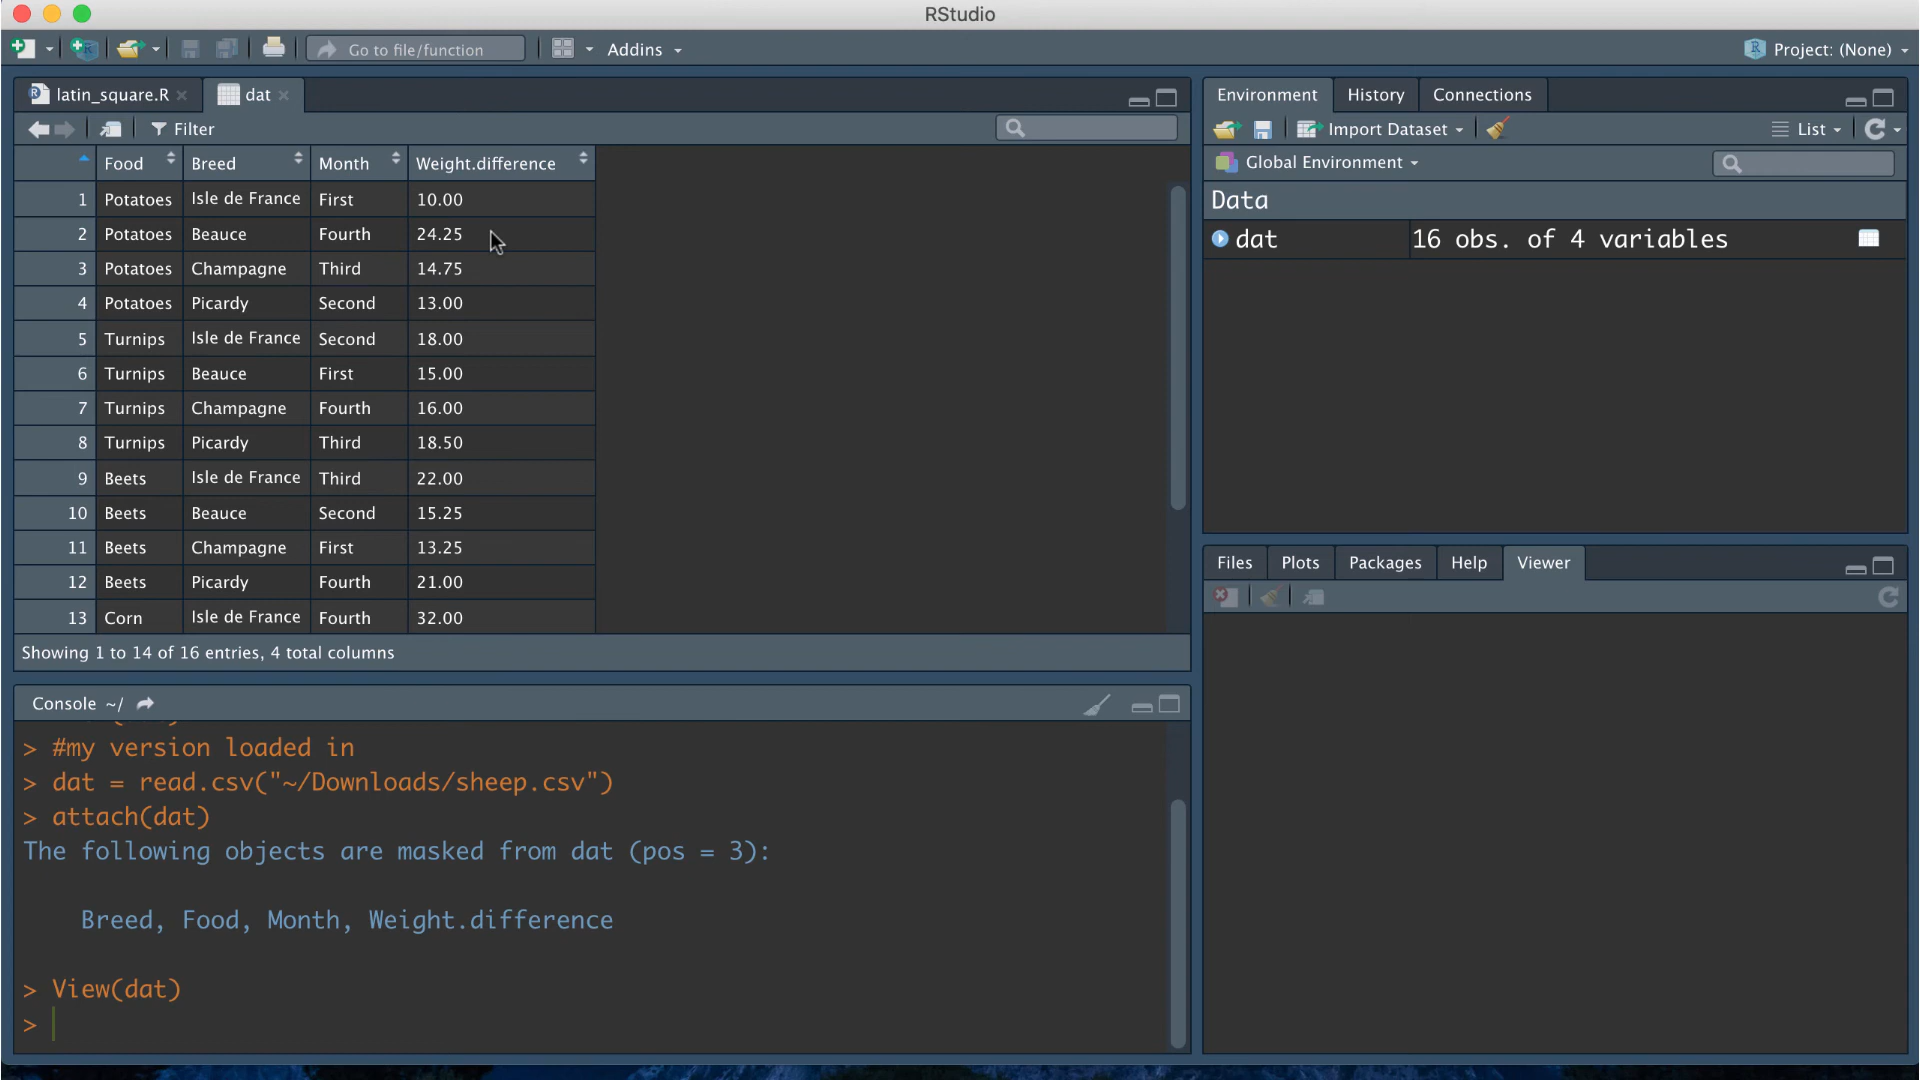 RStudio
Go to file/function
Addins
Project: (None)
latin_square.R
dat
Filter
Food Breed Month Weight.difference
1 Potatoes Isle de France First 10.00
2 Potatoes Beauce Fourth 24.25
3 Potatoes Champagne Third 14.75
4 Potatoes Picardy Second 13.00
5 Turnips Isle de France Second 18.00
6 Turnips Beauce First 15.00
7 Turnips Champagne Fourth 16.00
8 Turnips Picardy Third 18.50
9 Beets Isle de France Third 22.00
10 Beets Beauce Second 15.25
11 Beets Champagne First 13.25
12 Beets Picardy Fourth 21.00
13 Corn Isle de France Fourth 32.00
Showing 1 to 14 of 16 entries, 4 total columns
Console ~/
> #my version loaded in
> dat = read.csv("~/Downloads/sheep.csv")
> attach(dat)
The following objects are masked from dat (pos = 3):
Breed, Food, Month, Weight.difference
> View(dat)
>
Environment History Connections
Import Dataset
List
Global Environment
Data
dat 16 obs. of 4 variables
Files Plots Packages Help Viewer